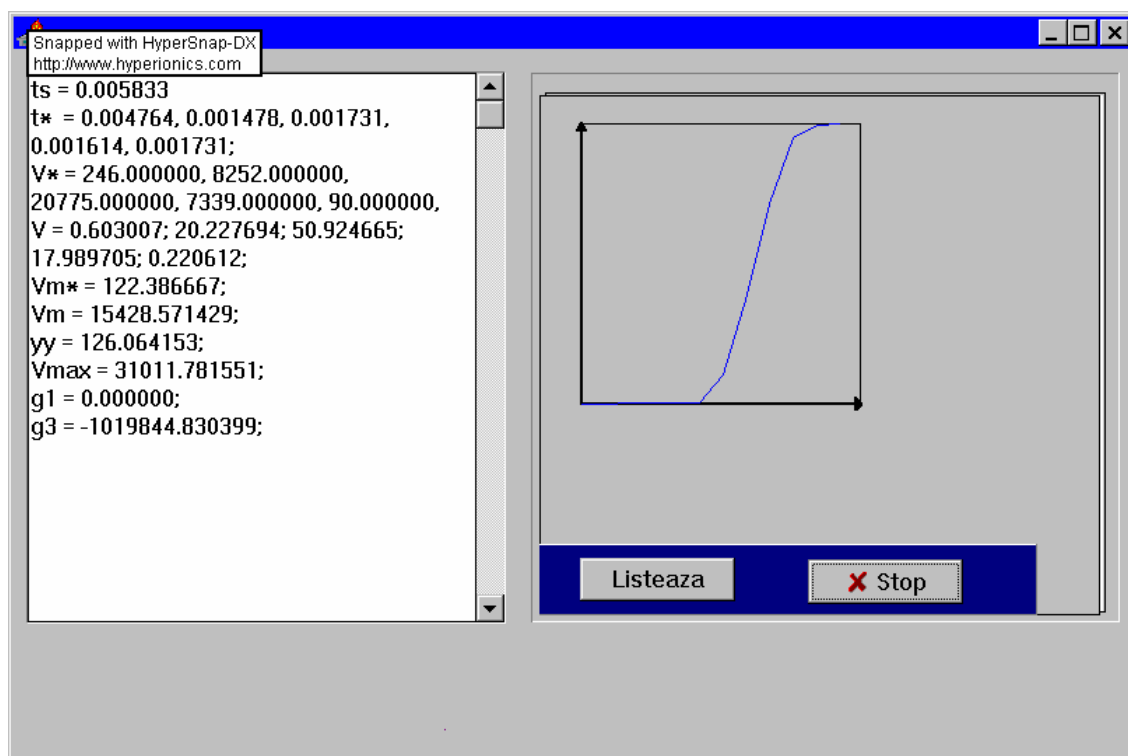 Snapped with HyperSnap-DX
http://www.hyperionics.com
ts = 0.005833
t* = 0.004764, 0.001478, 0.001731,
0.001614, 0.001731;
V* = 246.000000, 8252.000000,
20775.000000, 7339.000000, 90.000000,
V = 0.603007; 20.227694; 50.924665;
17.989705; 0.220612;
Vm* = 122.386667;
Vm = 15428.571429;
yy = 126.064153;
Vmax = 31011.781551;
g1 = 0.000000;
g3 = -1019844.830399;
Listeaza
Stop